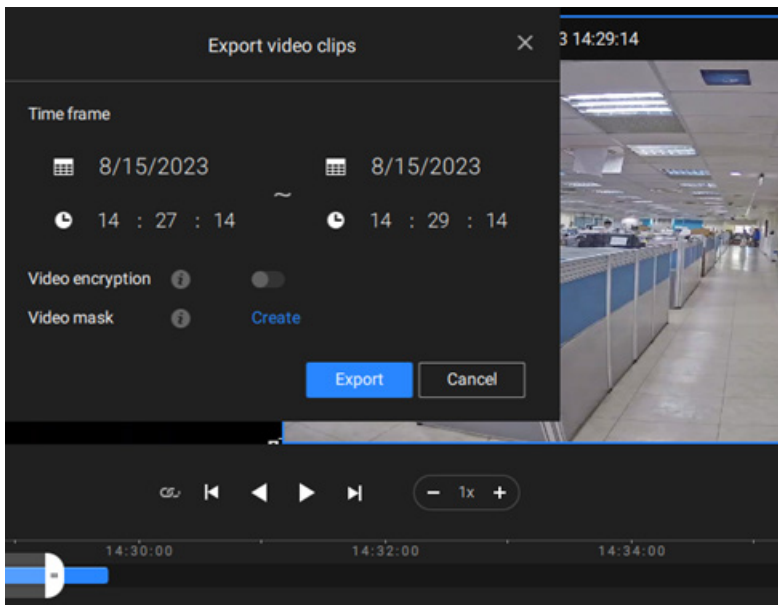 Export video clips
3 14:29:14
Time frame
8/15/2023
8/15/2023
~
14 : 27 : 14
14 : 29 : 14
Video encryption
Video mask
Create
Export
Cancel
1x
14:30:00
14:32:00
14:34:00